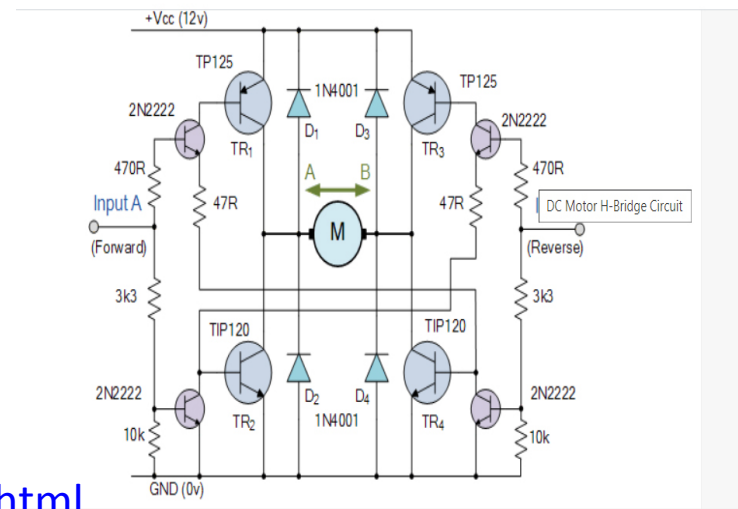 +Vcc (12v)
TP125
TP125
1N4001
2N2222
2N2222
D1
D3
TR1
TR3
470R
470R
A
B
Input A
47R
47R
I
DC Motor H-Bridge Circuit
M
(Forward)
(Reverse)
3k3
3k3
TIP120
TIP120
2N2222
2N2222
D2
D4
TR2
1N4001
TR4
10k
10k
GND (0v)
html